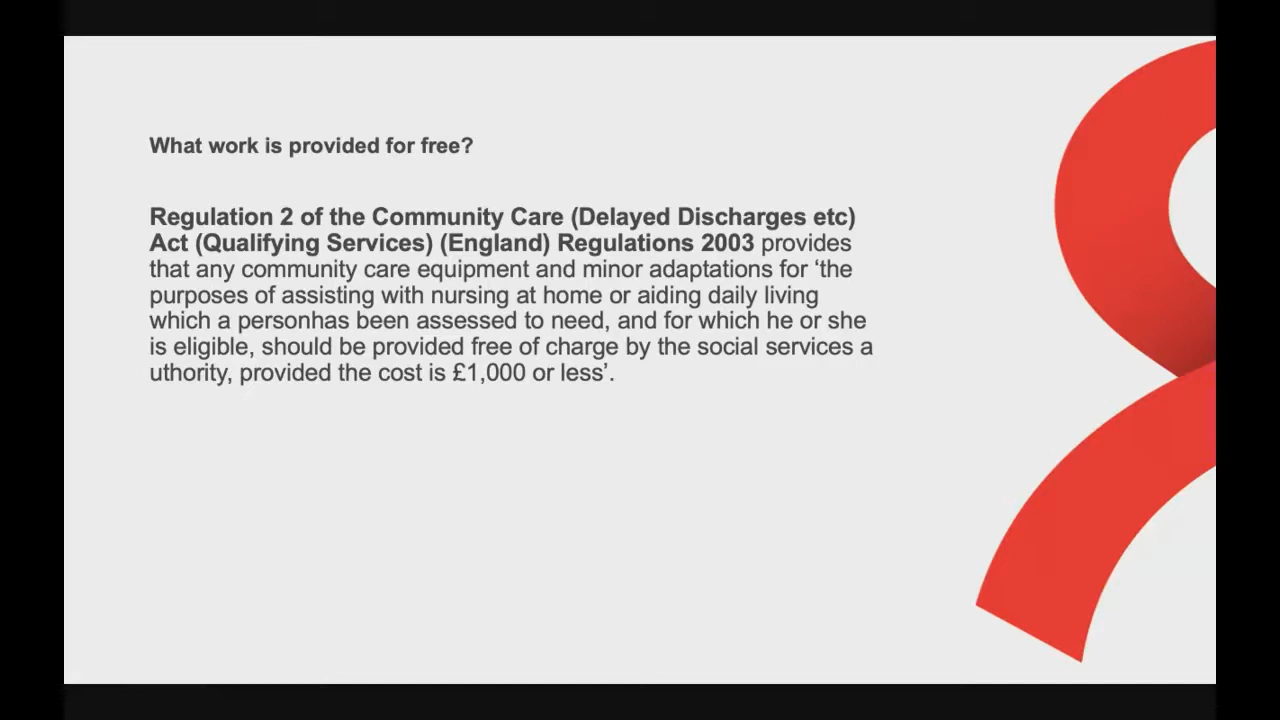 What work is provided for free?
Regulation 2 of the Community Care (Delayed Discharges etc)
Act (Qualifying Services) (England) Regulations 2003 provides
that any community care equipment and minor adaptations for ‘the
purposes of assisting with nursing at home or aiding daily living
which a personhas been assessed to need, and for which he or she
is eligible, should be provided free of charge by the social services a
uthority, provided the cost is £1,000 or less’.